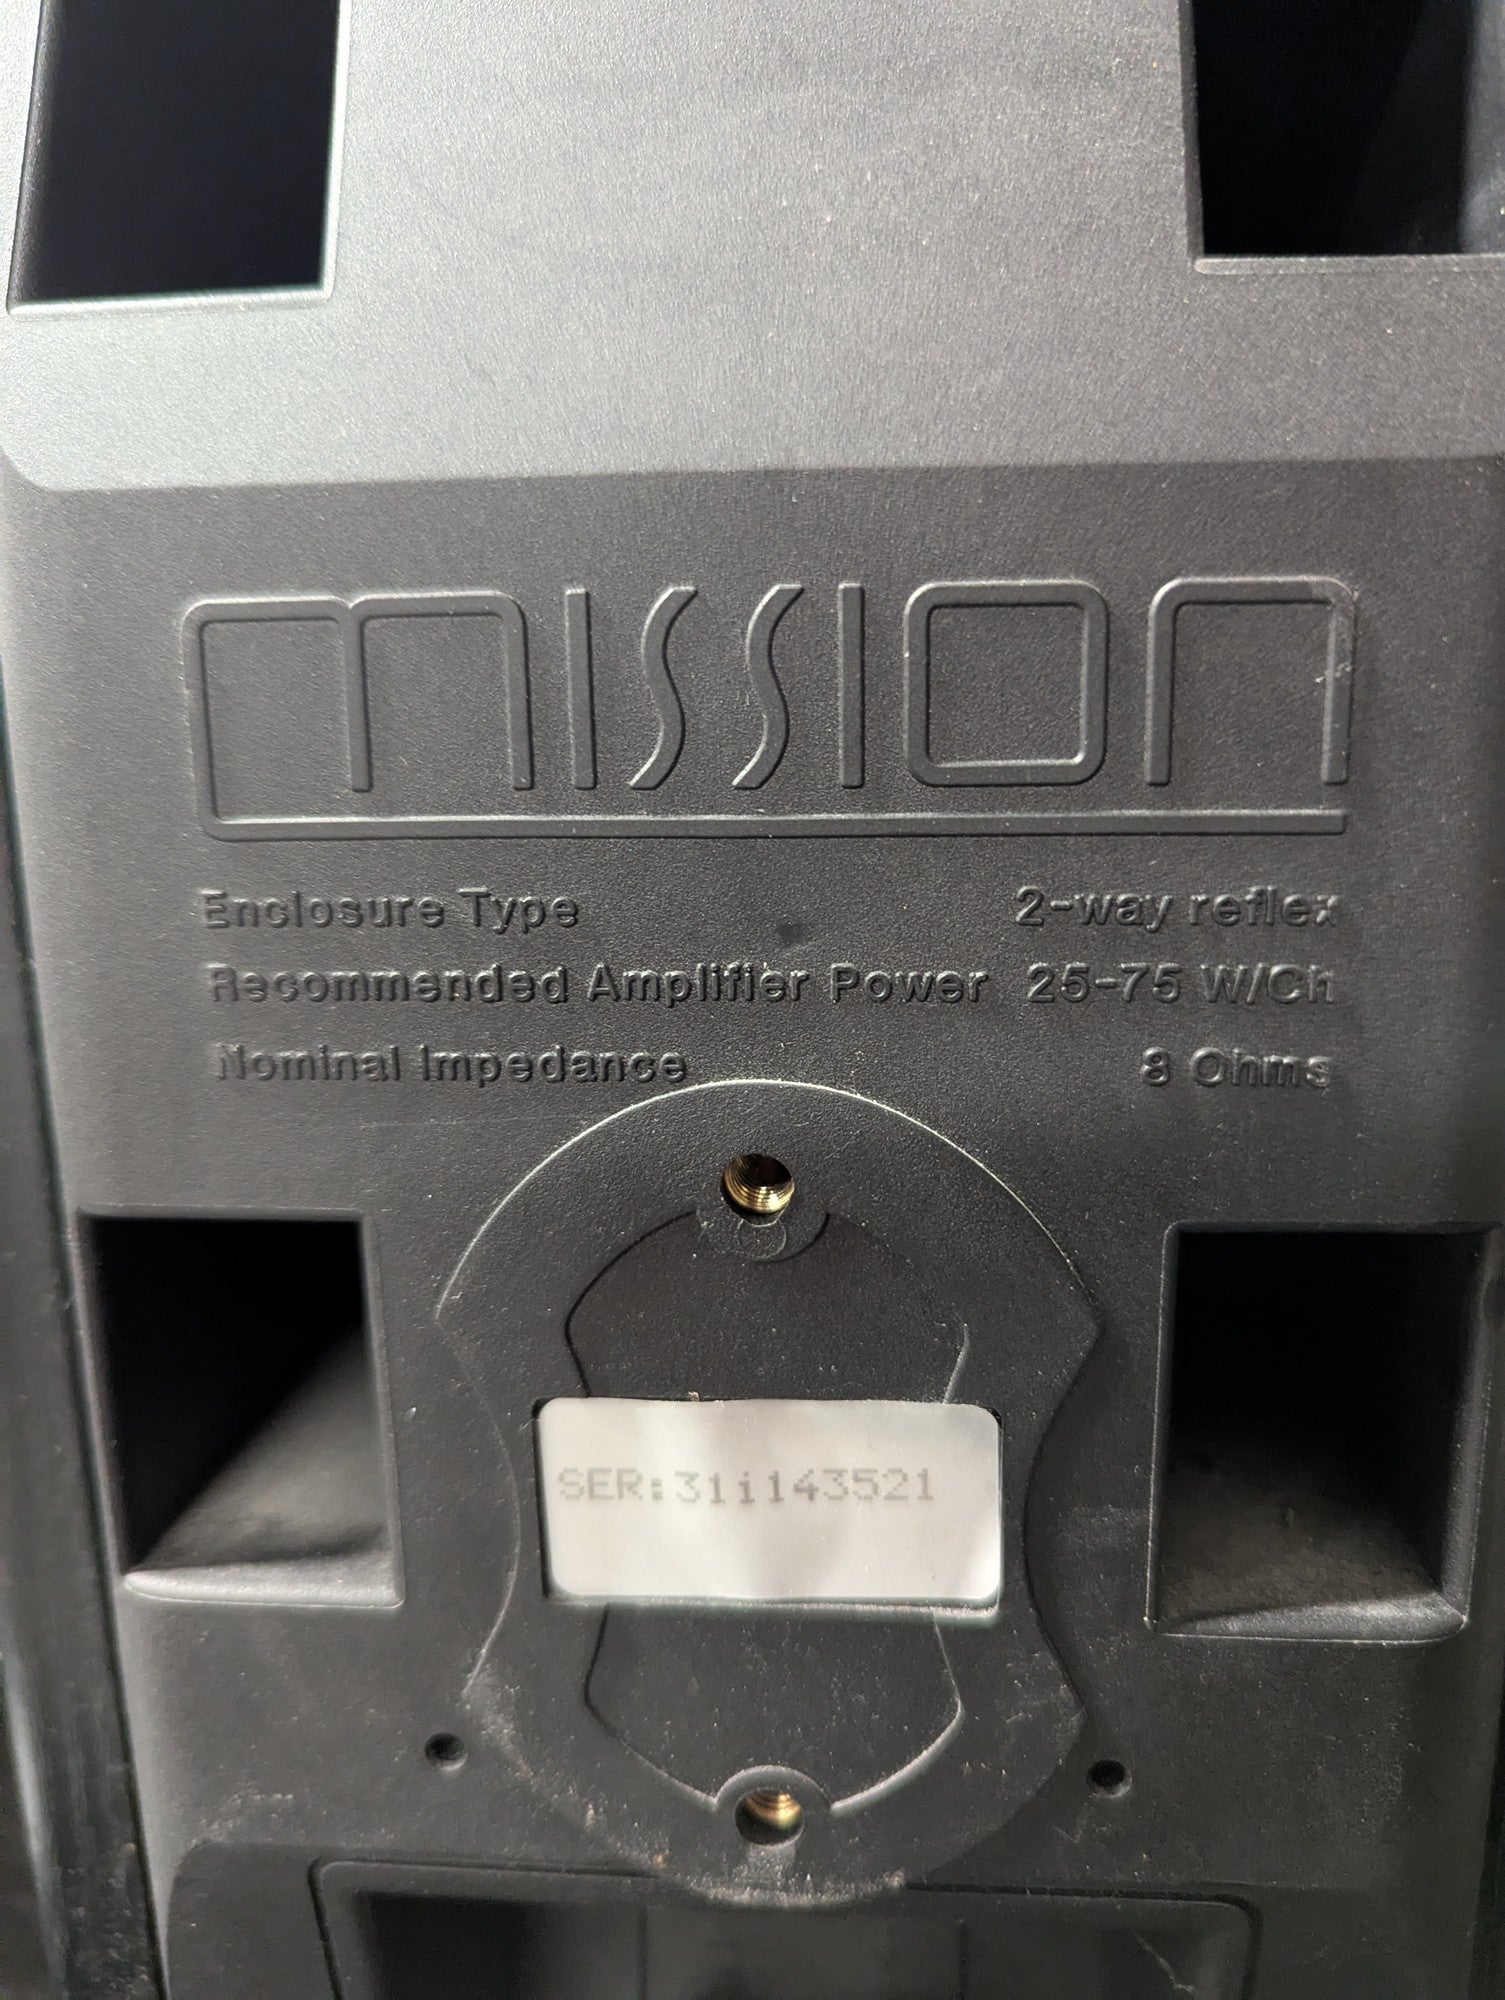 mission
Enclosure Type 2-way reflex
Recommended Amplifier Power 25-75 W/Ch
Nominal Impedance 8 Ohms
SER:31i143521